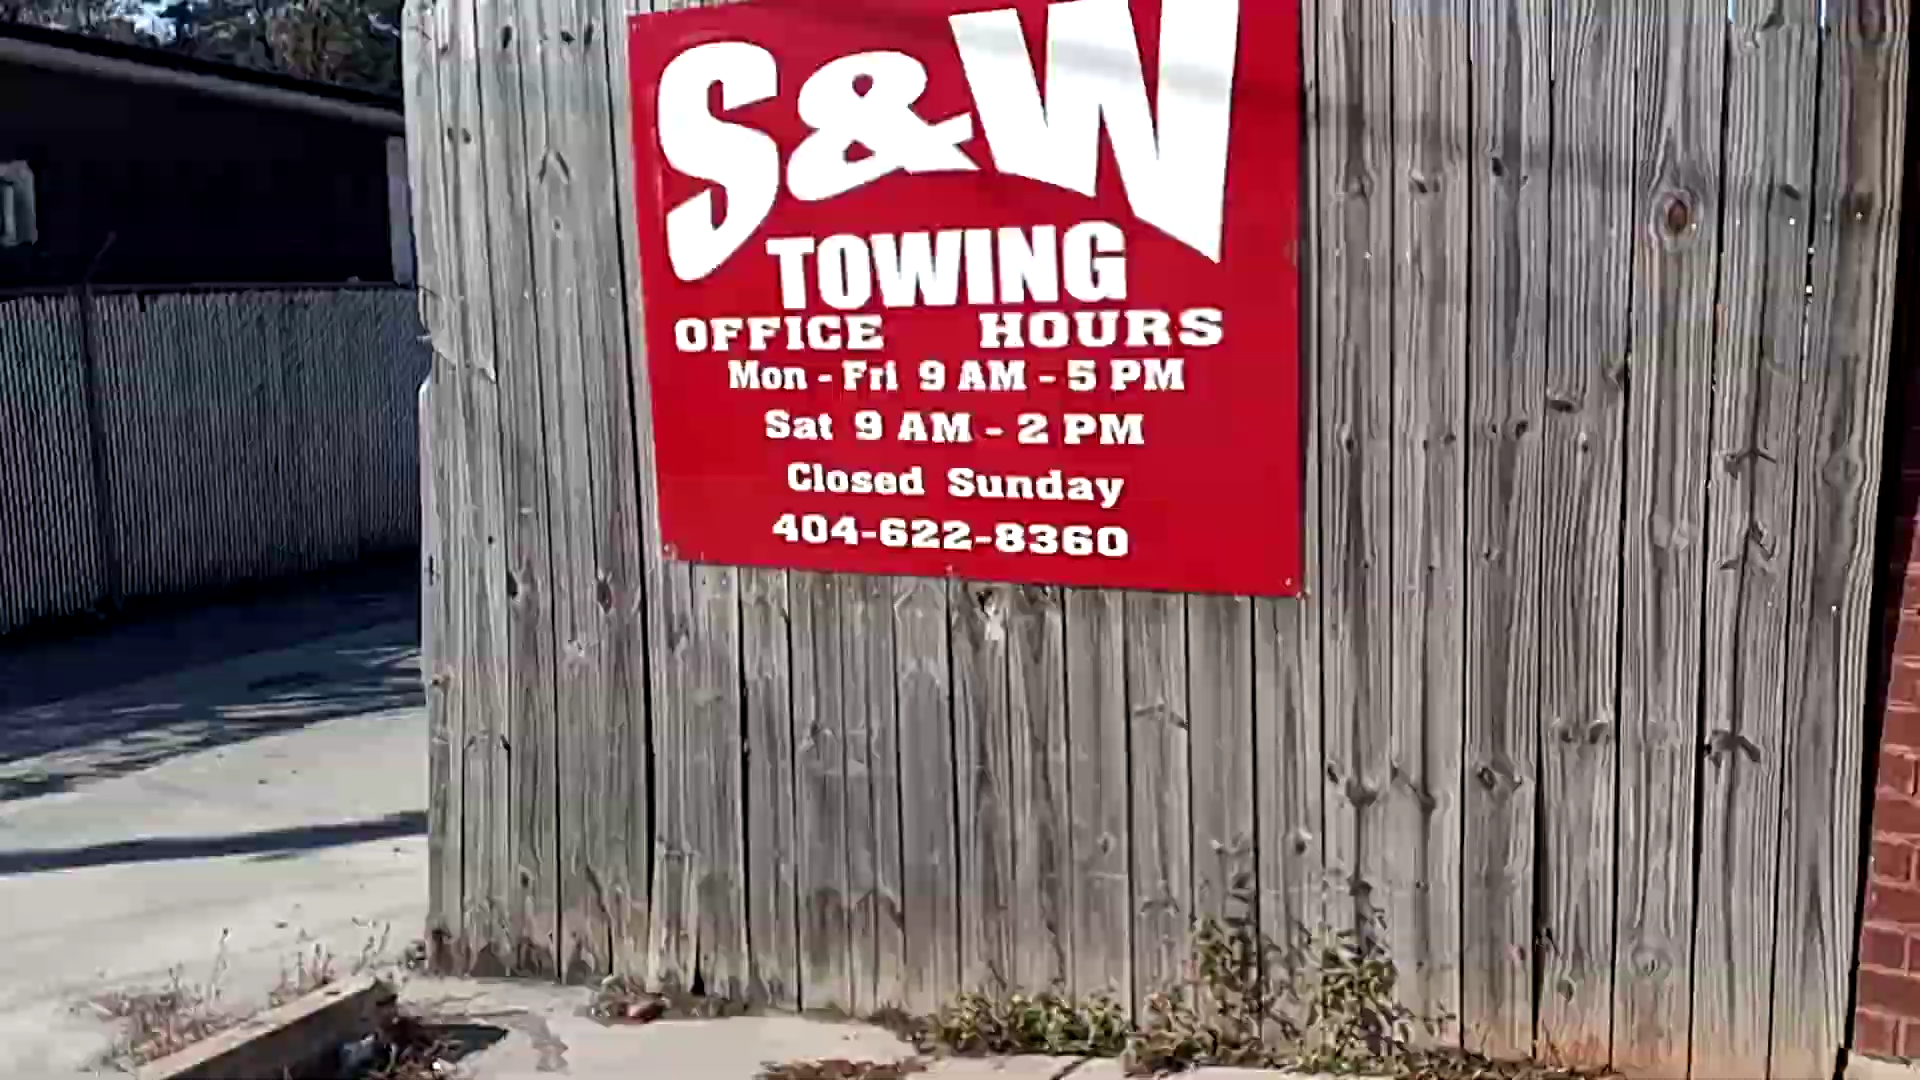 S&W
TOWING
OFFICE HOURS
Mon - Fri 9 AM - 5 PM
Sat 9 AM - 2 PM
Closed Sunday
404-622-8360